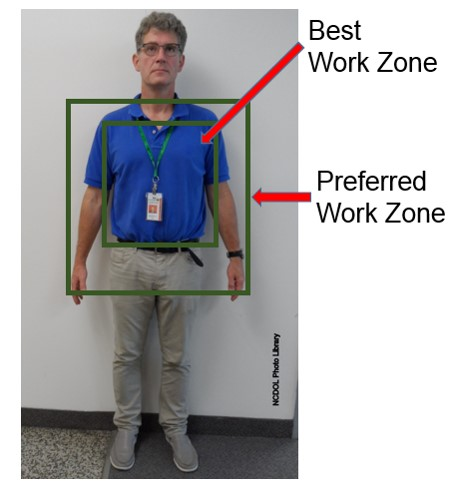 Best
Work Zone
Preferred
Work Zone
NCDOL Photo Library